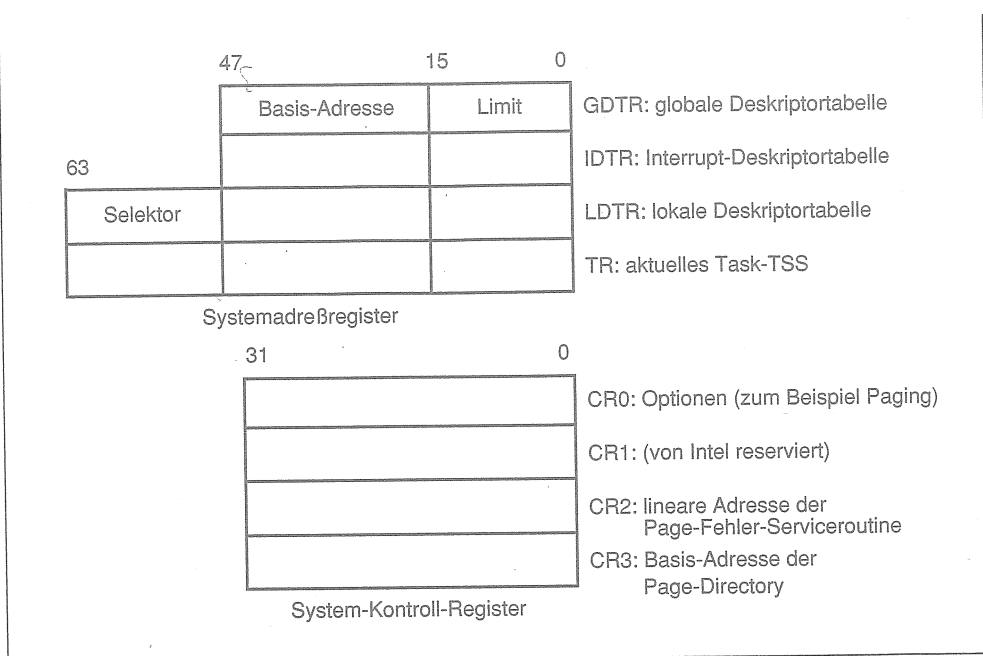 47 15 0
Basis-Adresse Limit GDTR: globale Deskriptortabelle
IDTR: Interrupt-Deskriptortabelle
63
Selektor LDTR: lokale Deskriptortabelle
TR: aktuelles Task-TSS
Systemadreßregister
31 0
CR0: Optionen (zum Beispiel Paging)
CR1: (von Intel reserviert)
CR2: lineare Adresse der
Page-Fehler-Serviceroutine
CR3: Basis-Adresse der
Page-Directory
System-Kontroll-Register